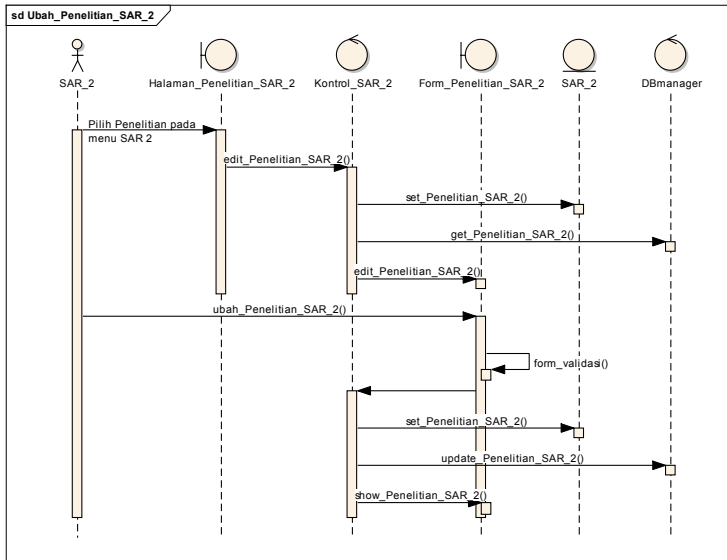 sd Ubah_Penelitian_SAR_2
SAR_2
Halaman_Penelitian_SAR_2
Kontrol_SAR_2
Form_Penelitian_SAR_2
SAR_2
DBmanager
Pilih Penelitian pada
menu SAR 2
edit_Penelitian_SAR_2()
set_Penelitian_SAR_2()
get_Penelitian_SAR_2()
edit_Penelitian_SAR_2()
ubah_Penelitian_SAR_2()
form_validasi()
set_Penelitian_SAR_2()
update_Penelitian_SAR_2()
show_Penelitian_SAR_2()